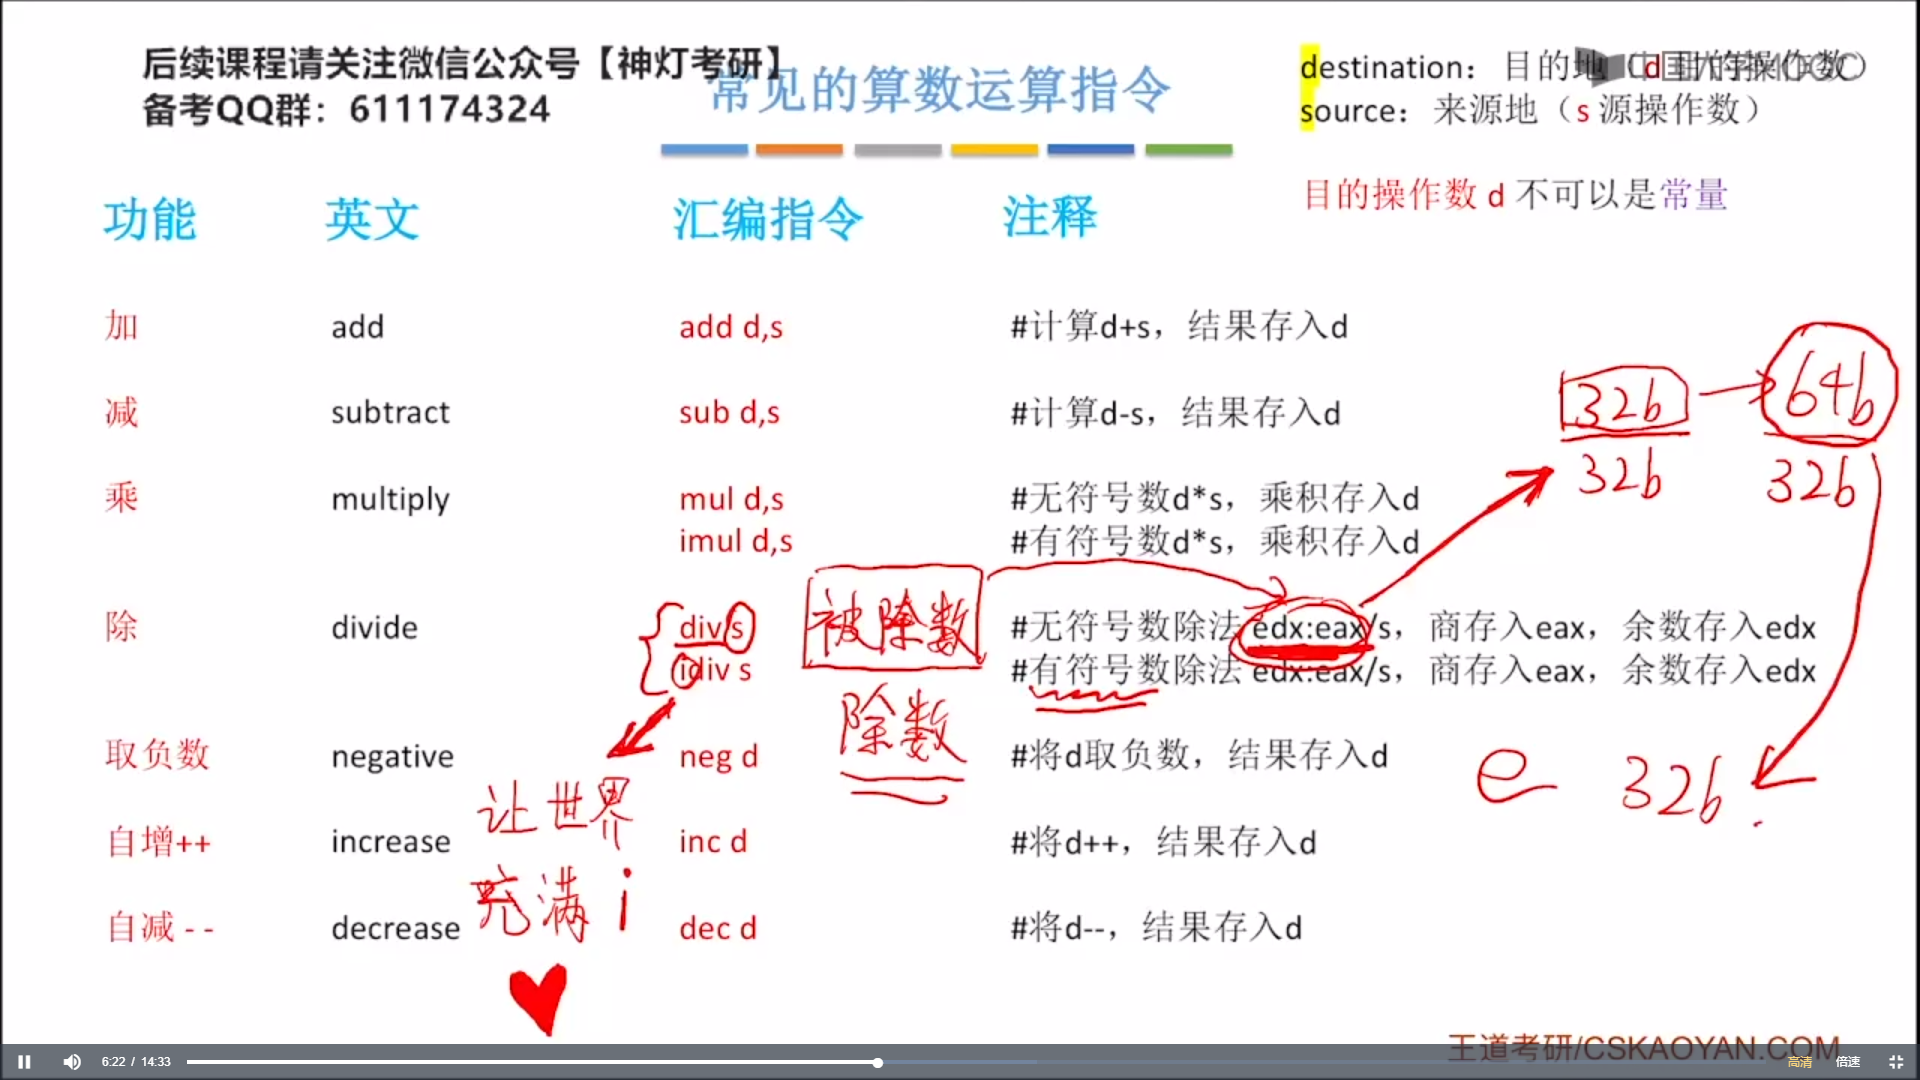 后续课程请关注微信公众号【神灯考研】
备考QQ群：611174324
常见的算数运算指令
destination：目的地（d 目的操作数）
source：来源地（s 源操作数）
目的操作数 d 不可以是常量
功能 英文 汇编指令 注释
加 add add d,s #计算d+s，结果存入d
减 subtract sub d,s #计算d-s，结果存入d
乘 multiply mul d,s #无符号数d*s，乘积存入d
imul d,s #有符号数d*s，乘积存入d
除 divide div s #无符号数除法 edx:eax/s，商存入eax，余数存入edx
idiv s #有符号数除法 edx:eax/s，商存入eax，余数存入edx
取负数 negative neg d #将d取负数，结果存入d
自增++ increase inc d #将d++，结果存入d
自减 - - decrease dec d #将d--，结果存入d
32b 64b
32b 32b
被除数
除数
e 32b
让世界
充满 i
王道考研/CSKAOYAN.COM
6:22 / 14:33
高清 倍速